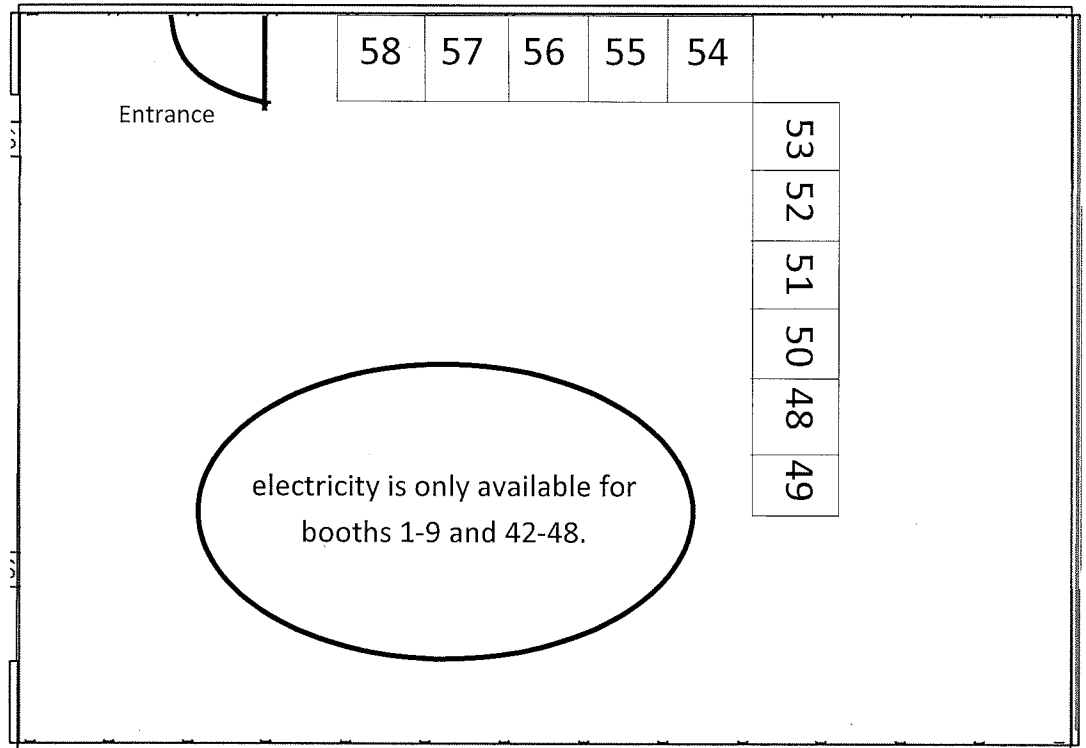 58 57 56 55 54
Entrance
53
52
51
50
48
49
electricity is only available for
booths 1-9 and 42-48.